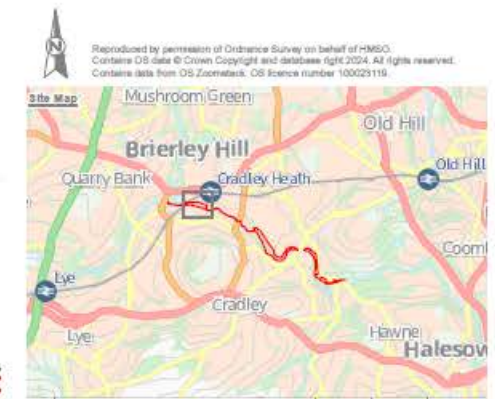 N
Reproduced by permission of Ordnance Survey on behalf of HMSO.
Contains OS data © Crown Copyright and database right 2024. All rights reserved.
Contains data from OS Zoomstack. OS licence number 100023119.
Site Map
Mushroom Green
Old Hill
Brierley Hill
Old Hill
Quarry Bank
Cradley Heath
Coom
Lye
Cradley
Lye
Hawne
Halesow